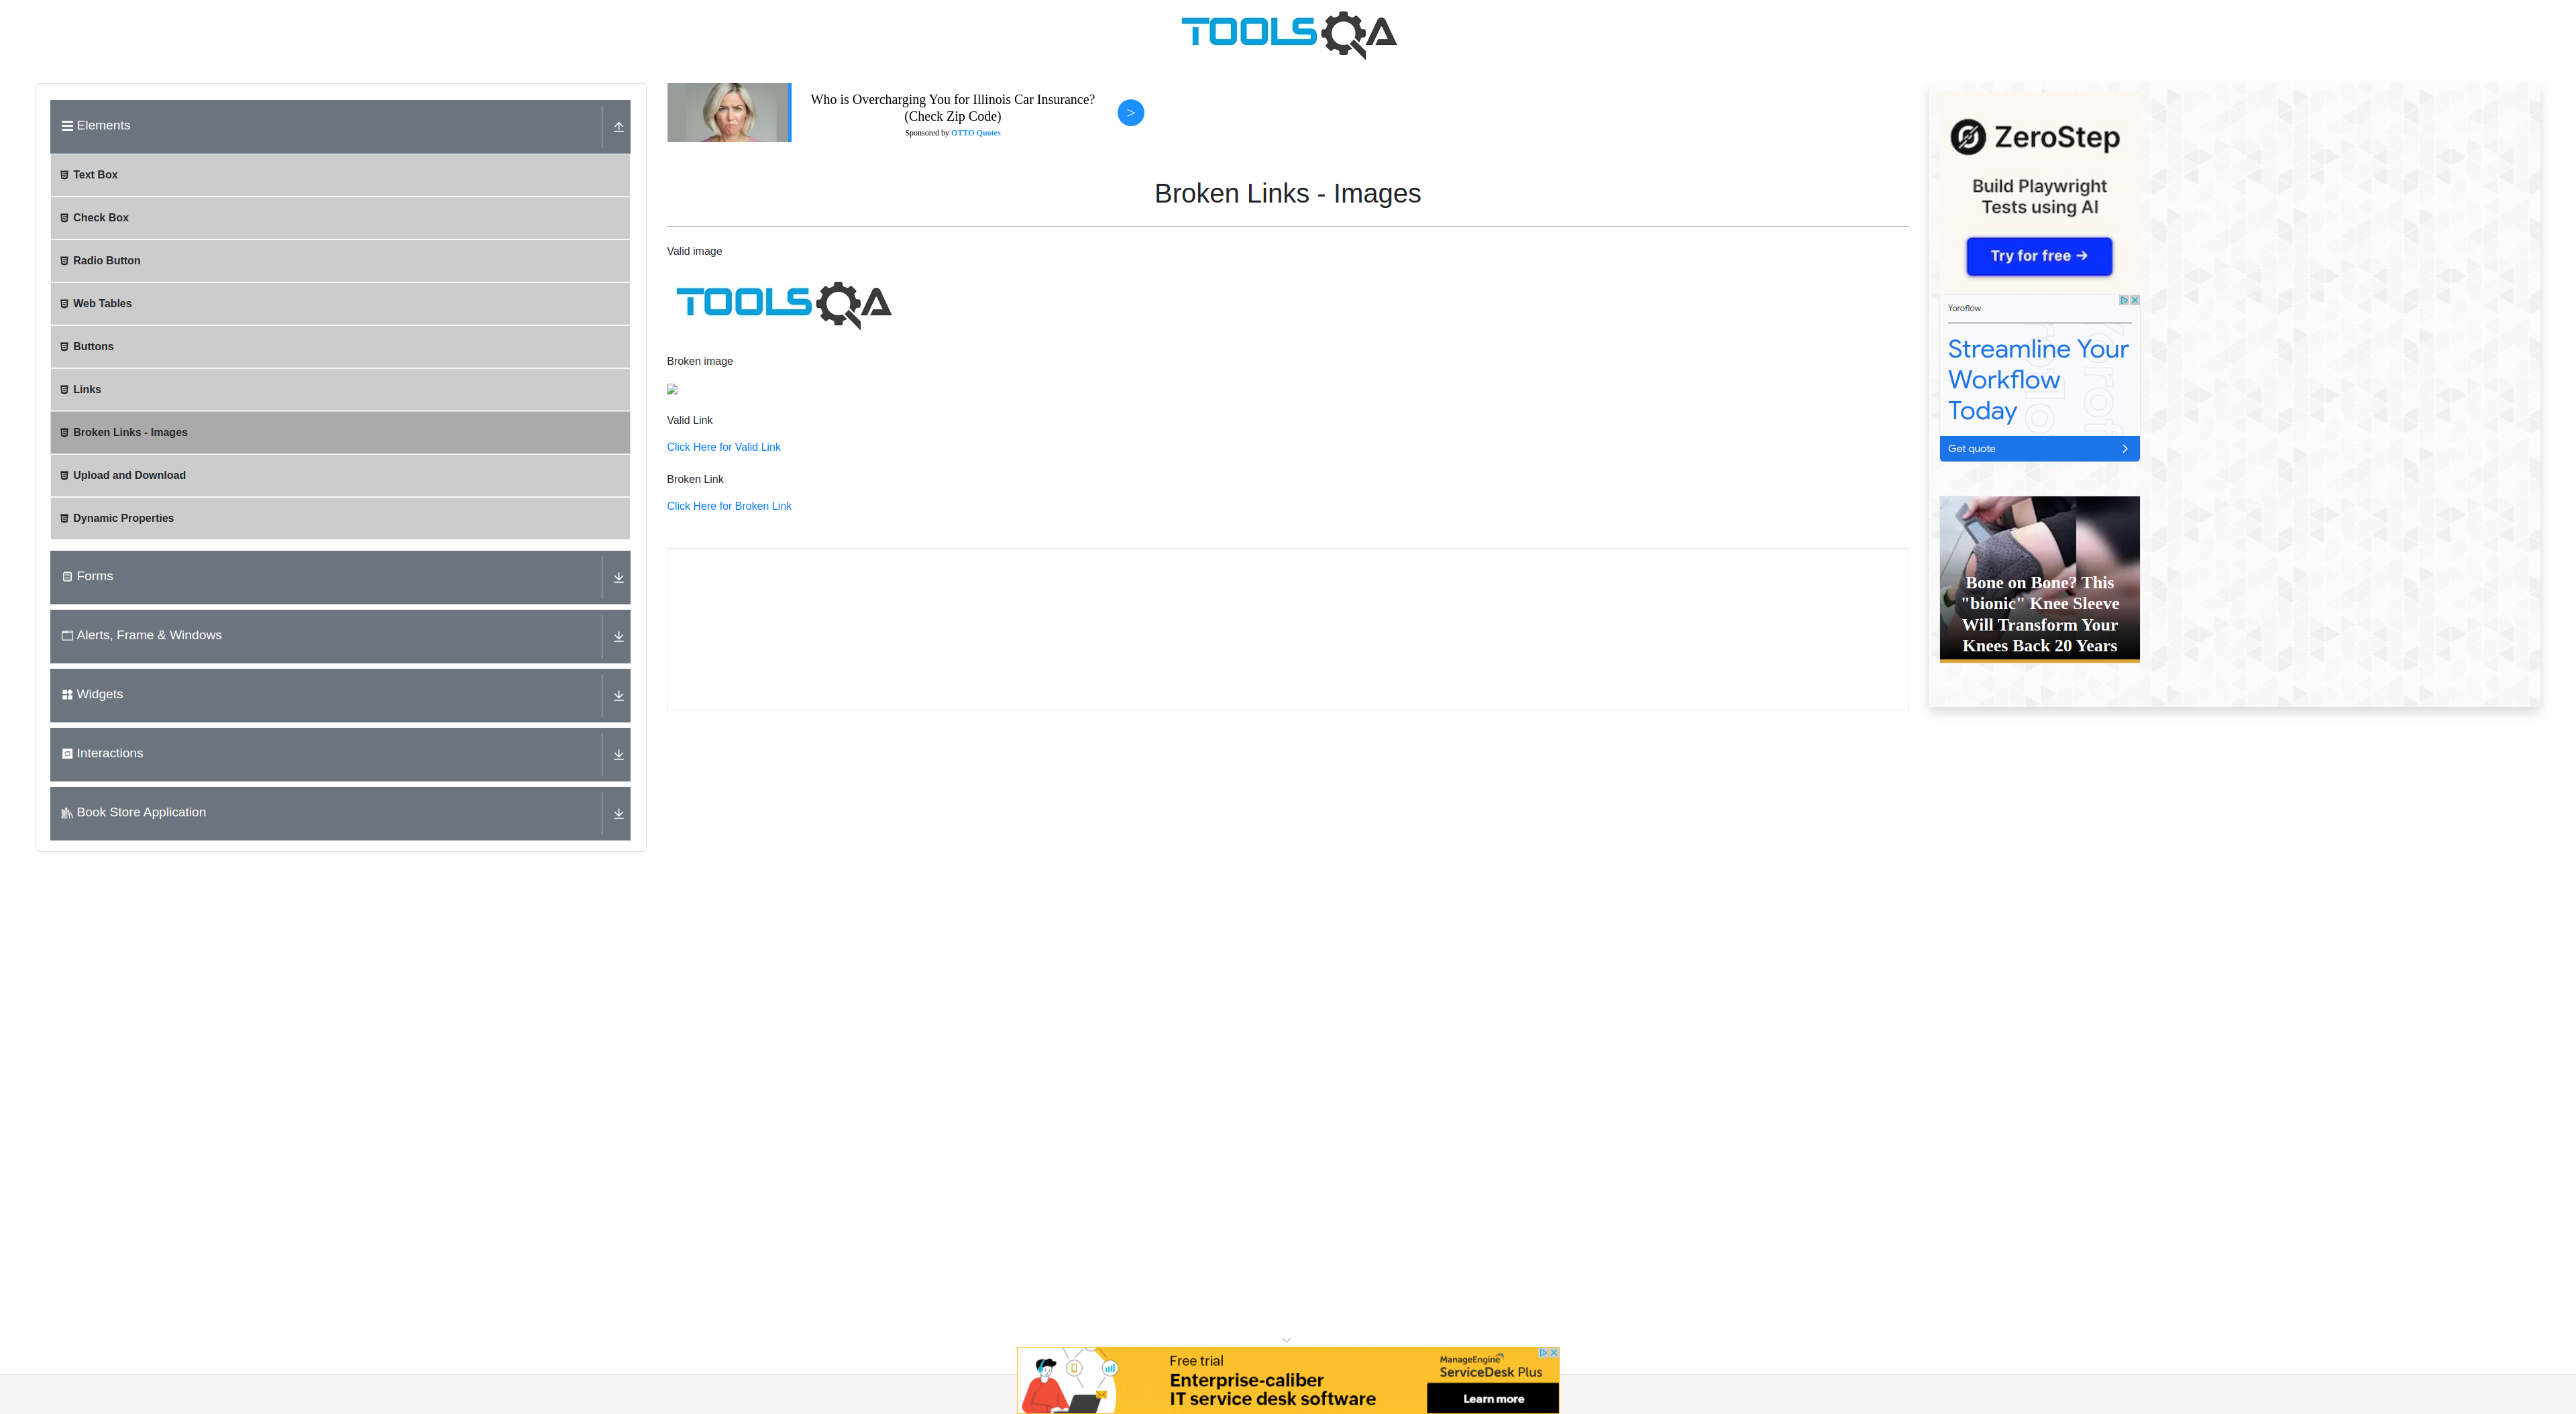 TOOLSQA
Elements
Text Box
Check Box
Radio Button
Web Tables
Buttons
Links
Broken Links - Images
Upload and Download
Dynamic Properties
Forms
Alerts, Frame & Windows
Widgets
Interactions
Book Store Application
Who is Overcharging You for Illinois Car Insurance?
(Check Zip Code)
Sponsored by OTTO Quotes
>
Broken Links - Images
Valid image
TOOLSQA
Broken image
Valid Link
Click Here for Valid Link
Broken Link
Click Here for Broken Link
ZeroStep
Build Playwright
Tests using AI
Try for free →
Yoroflow
Streamline Your
Workflow
Today
Get quote
Bone on Bone? This
"bionic" Knee Sleeve
Will Transform Your
Knees Back 20 Years
Free trial
Enterprise-caliber
IT service desk software
ManageEngine
ServiceDesk Plus
Learn more